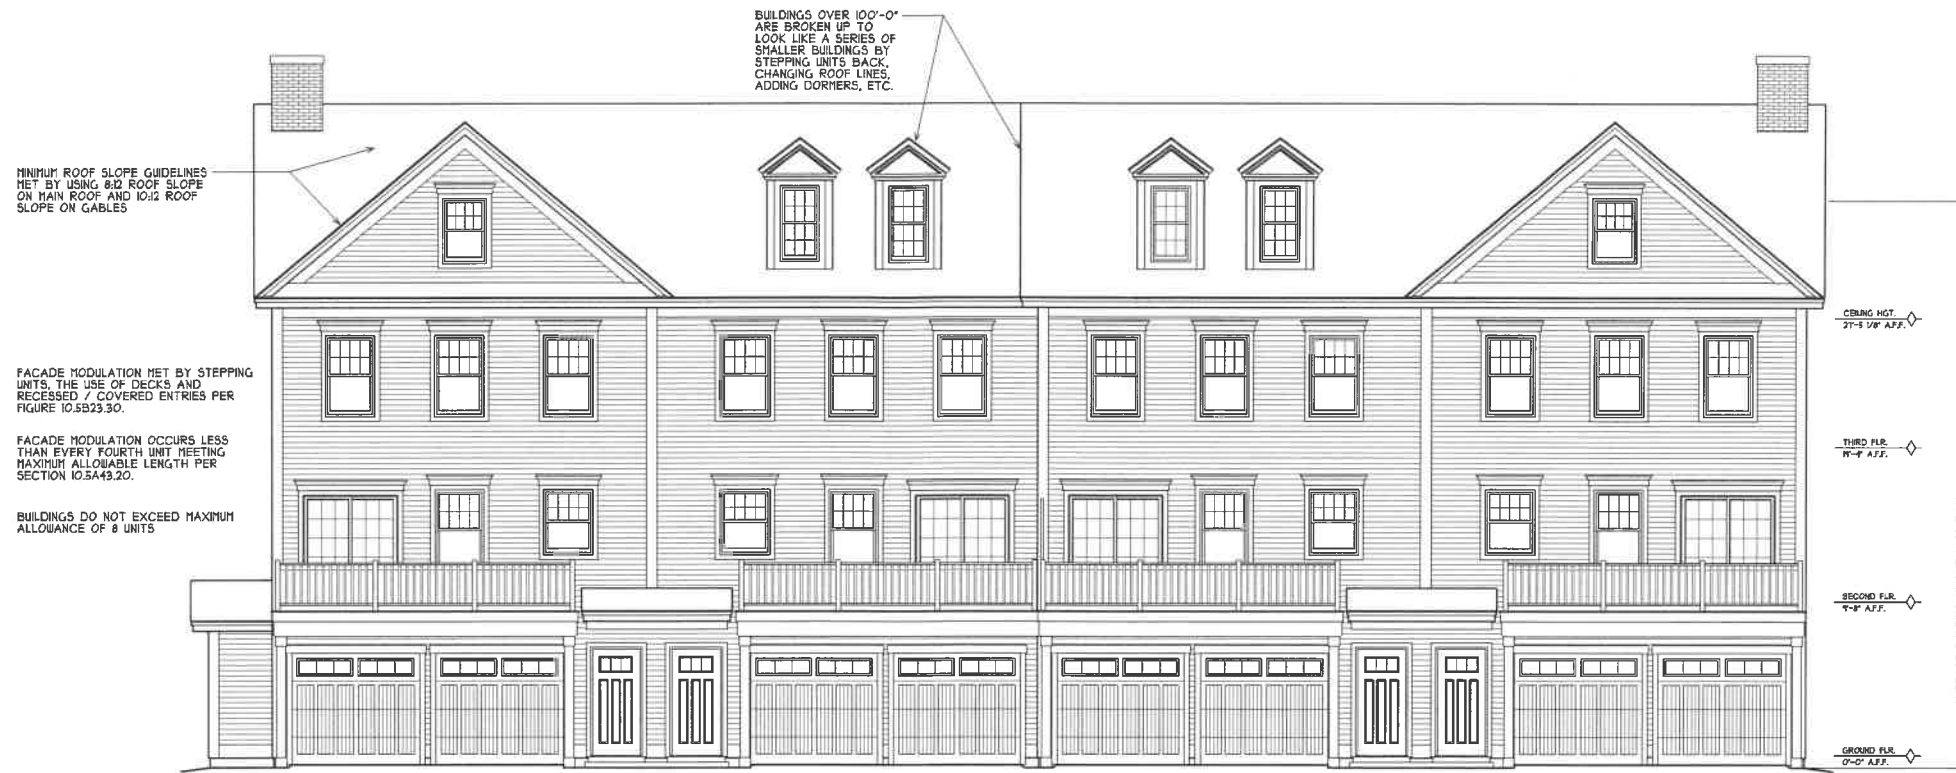 BUILDINGS OVER 100'-0"
ARE BROKEN UP TO
LOOK LIKE A SERIES OF
SMALLER BUILDINGS BY
STEPPING UNITS BACK,
CHANGING ROOF LINES,
ADDING DORMERS, ETC.
MINIMUM ROOF SLOPE GUIDELINES
MET BY USING 8:12 ROOF SLOPE
ON MAIN ROOF AND 10:12 ROOF
SLOPE ON GABLES
FACADE MODULATION MET BY STEPPING
UNITS, THE USE OF DECKS AND
RECESSED / COVERED ENTRIES PER
FIGURE 10.5B23.30.
FACADE MODULATION OCCURS LESS
THAN EVERY FOURTH UNIT MEETING
MAXIMUM ALLOWABLE LENGTH PER
SECTION 10.5A43.20.
BUILDINGS DO NOT EXCEED MAXIMUM
ALLOWANCE OF 8 UNITS
CEILING HGT.
A.F.F.
THIRD FLR.
A.F.F.
SECOND FLR.
9'-8" A.F.F.
GROUND FLR.
0'-0" A.F.F.